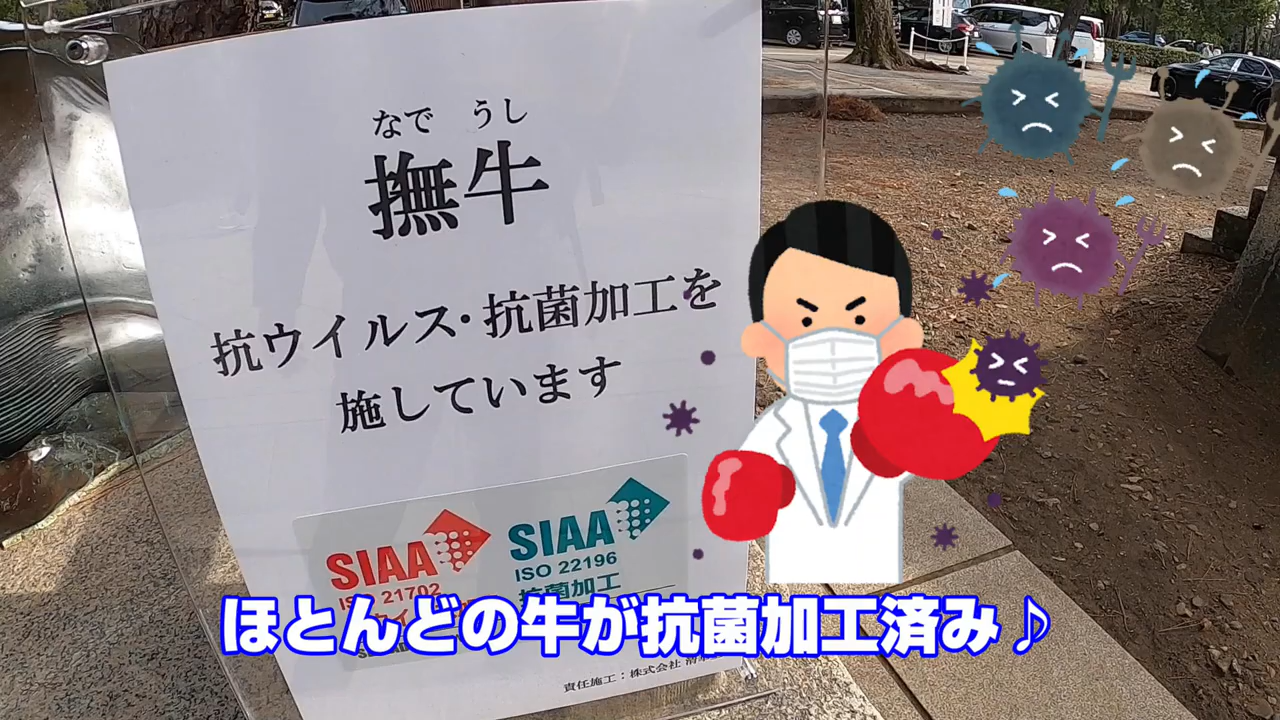 なで うし
撫牛
抗ウイルス・抗菌加工を
施しています
SIAA
ISO 21702
SIAA
ISO 22196
抗菌加工
ほとんどの牛が抗菌加工済み♪
責任施工：株式会社